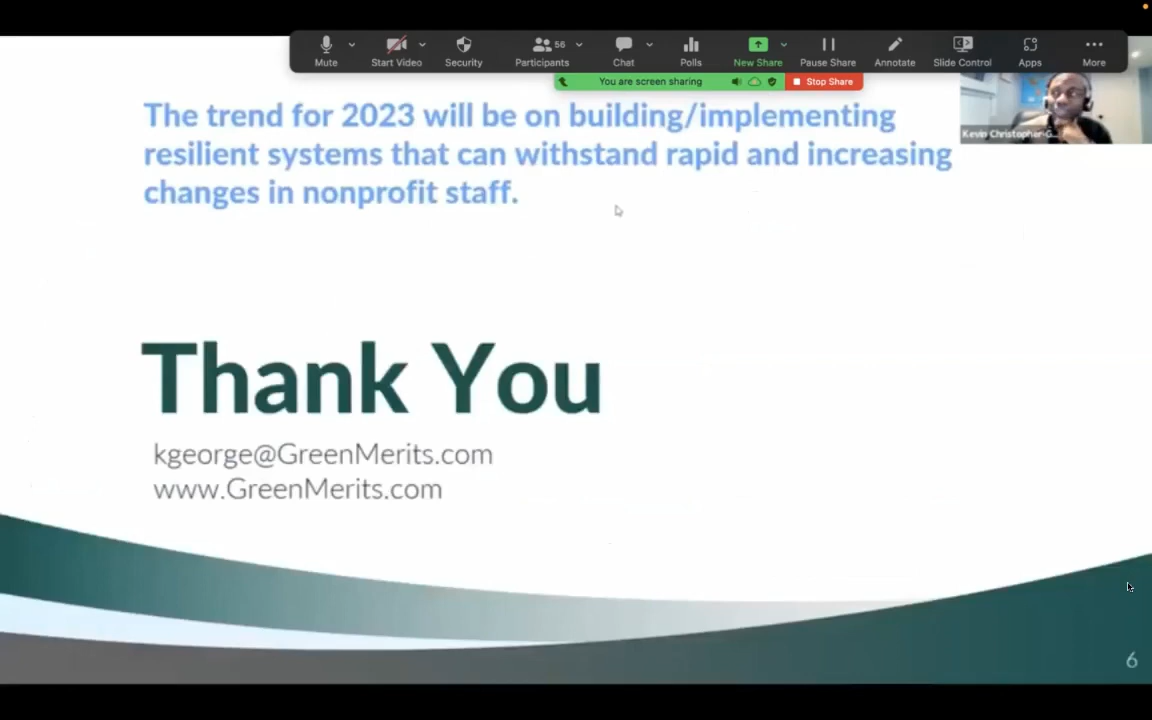 Mute
Start Video
Security
56
Participants
Chat
Polls
New Share
Pause Share
Annotate
Slide Control
Apps
More
You are screen sharing
Stop Share
Kevin Christopher-G...
The trend for 2023 will be on building/implementing
resilient systems that can withstand rapid and increasing
changes in nonprofit staff.
Thank You
kgeorge@GreenMerits.com
www.GreenMerits.com
6